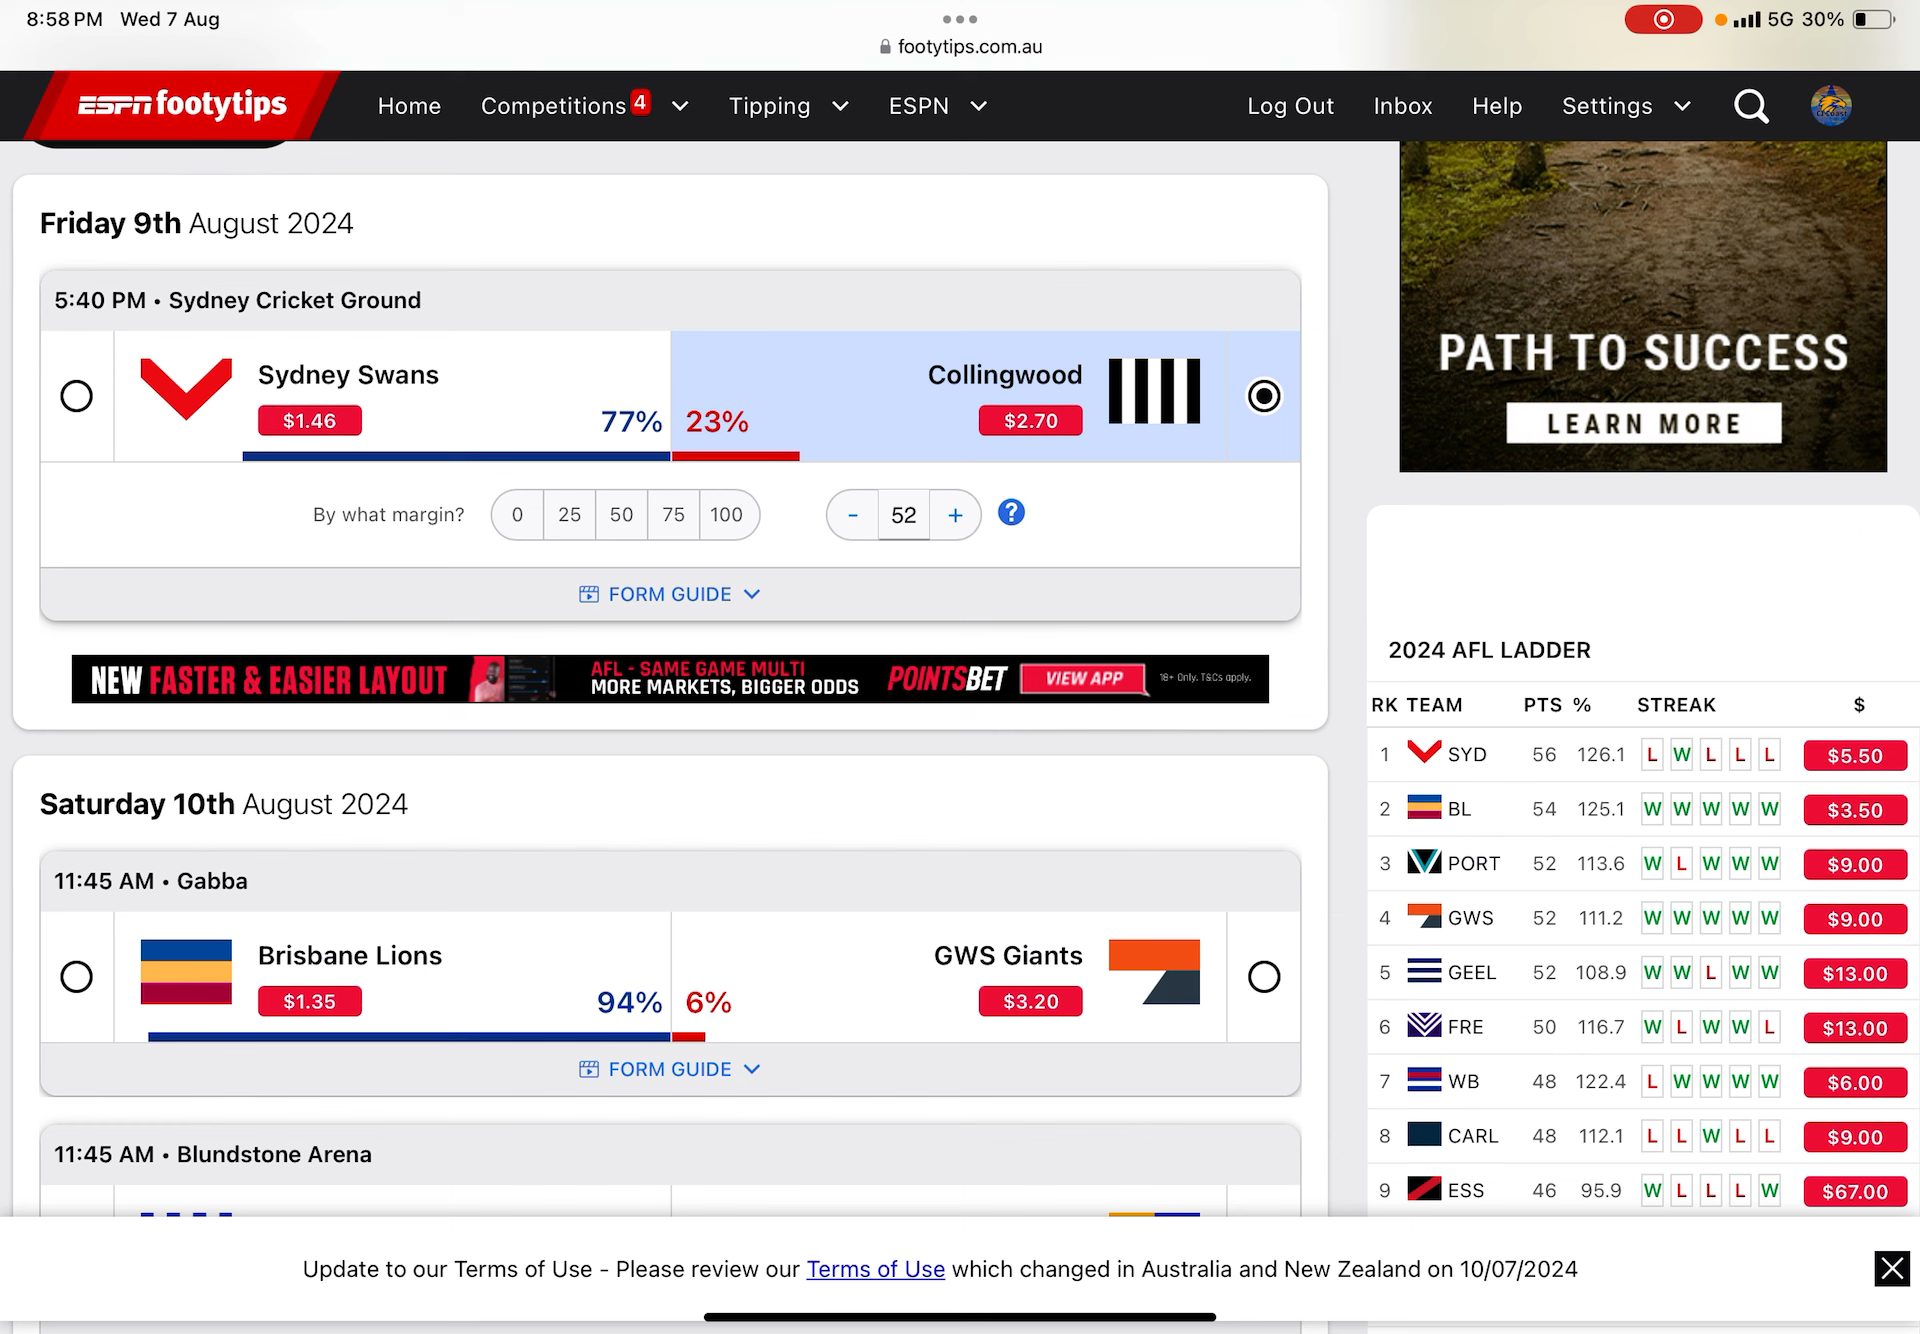 8:58 PM Wed 7 Aug
5G 30%
footytips.com.au
ESPN footytips
Home
Competitions 4
Tipping
ESPN
Log Out
Inbox
Help
Settings
Friday 9th August 2024
5:40 PM • Sydney Cricket Ground
Sydney Swans
$1.46
77%
23%
Collingwood
$2.70
By what margin?
0 25 50 75 100
- 52 +
?
FORM GUIDE
NEW FASTER & EASIER LAYOUT
AFL - SAME GAME MULTI
MORE MARKETS, BIGGER ODDS
POINTSBET
VIEW APP
18+ Only. T&Cs apply.
Saturday 10th August 2024
11:45 AM • Gabba
Brisbane Lions
$1.35
94%
6%
GWS Giants
$3.20
FORM GUIDE
11:45 AM • Blundstone Arena
PATH TO SUCCESS
LEARN MORE
2024 AFL LADDER
RK TEAM PTS % STREAK $
1 SYD 56 126.1 L W L L L $5.50
2 BL 54 125.1 W W W W W $3.50
3 PORT 52 113.6 W L W W W $9.00
4 GWS 52 111.2 W W W W W $9.00
5 GEEL 52 108.9 W W L W W $13.00
6 FRE 50 116.7 W L W W L $13.00
7 WB 48 122.4 L W W W W $6.00
8 CARL 48 112.1 L L W L L $9.00
9 ESS 46 95.9 W L L L W $67.00
Update to our Terms of Use - Please review our Terms of Use which changed in Australia and New Zealand on 10/07/2024